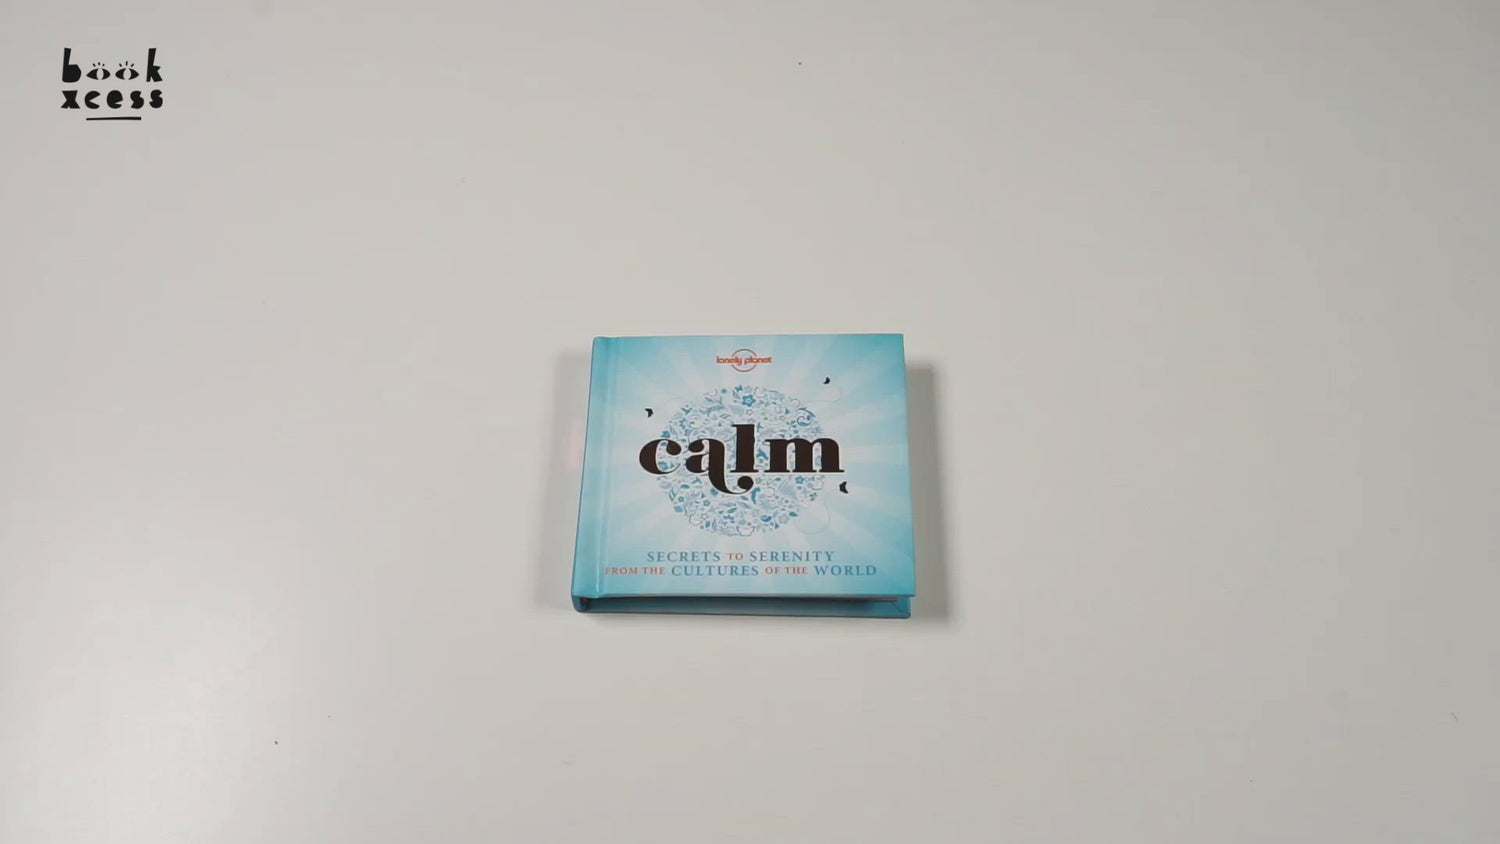 book
xcess
lonely planet
calm
SECRETS TO SERENITY
FROM THE CULTURES OF THE WORLD